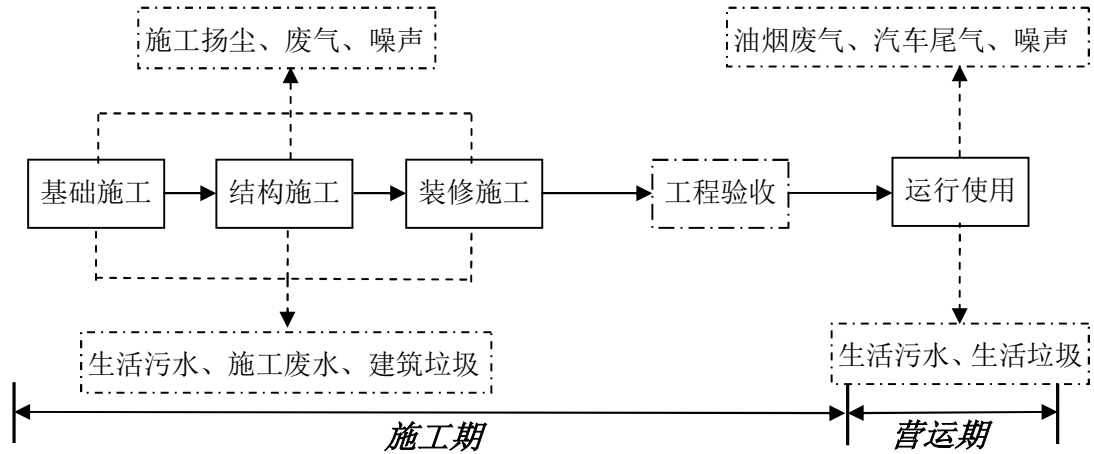 施工扬尘、废气、噪声
油烟废气、汽车尾气、噪声
基础施工
结构施工
装修施工
工程验收
运行使用
生活污水、施工废水、建筑垃圾
生活污水、生活垃圾
施工期
营运期